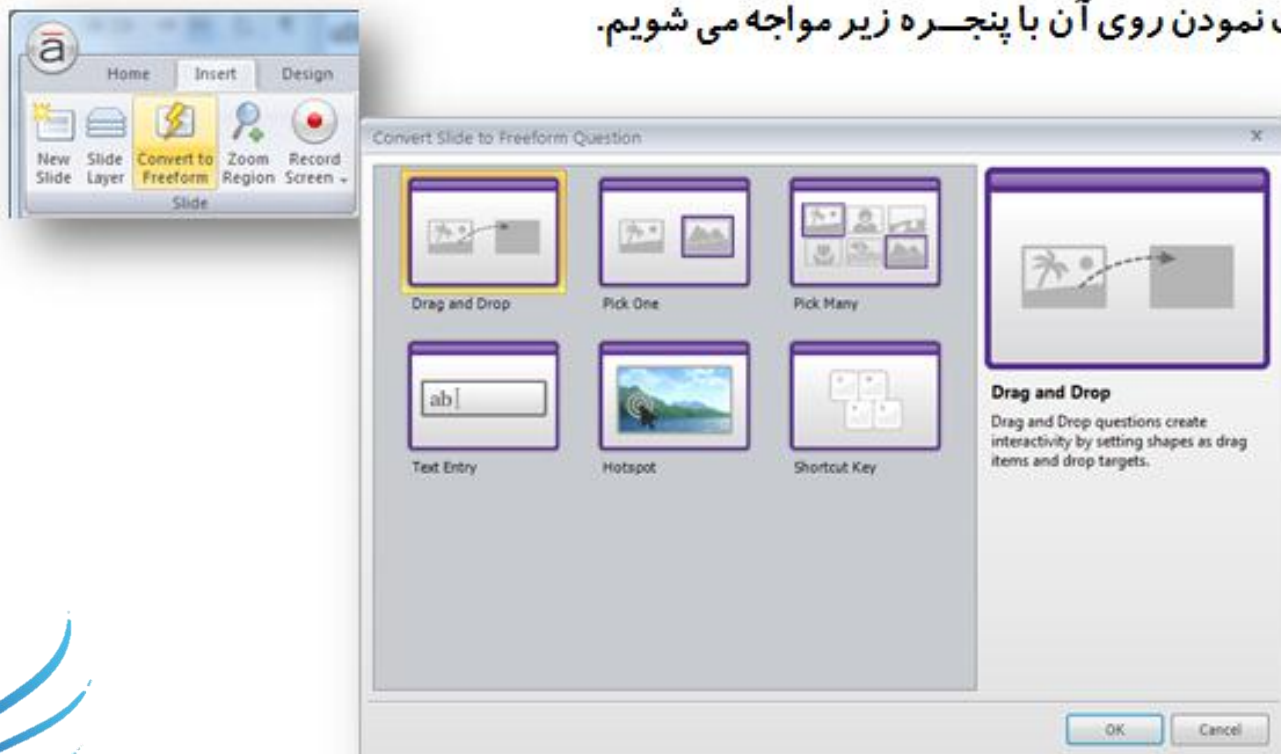 نمودن روی آن با پنجــره زیر مواجه می شویم.
ā
Home Insert Design
New Slide
Slide Layer
Convert to Freeform
Zoom Region
Record Screen
Slide
Convert Slide to Freeform Question
Drag and Drop
Pick One
Pick Many
ab
Text Entry
Hotspot
Shortcut Key
Drag and Drop
Drag and Drop questions create
interactivity by setting shapes as drag
items and drop targets.
OK Cancel